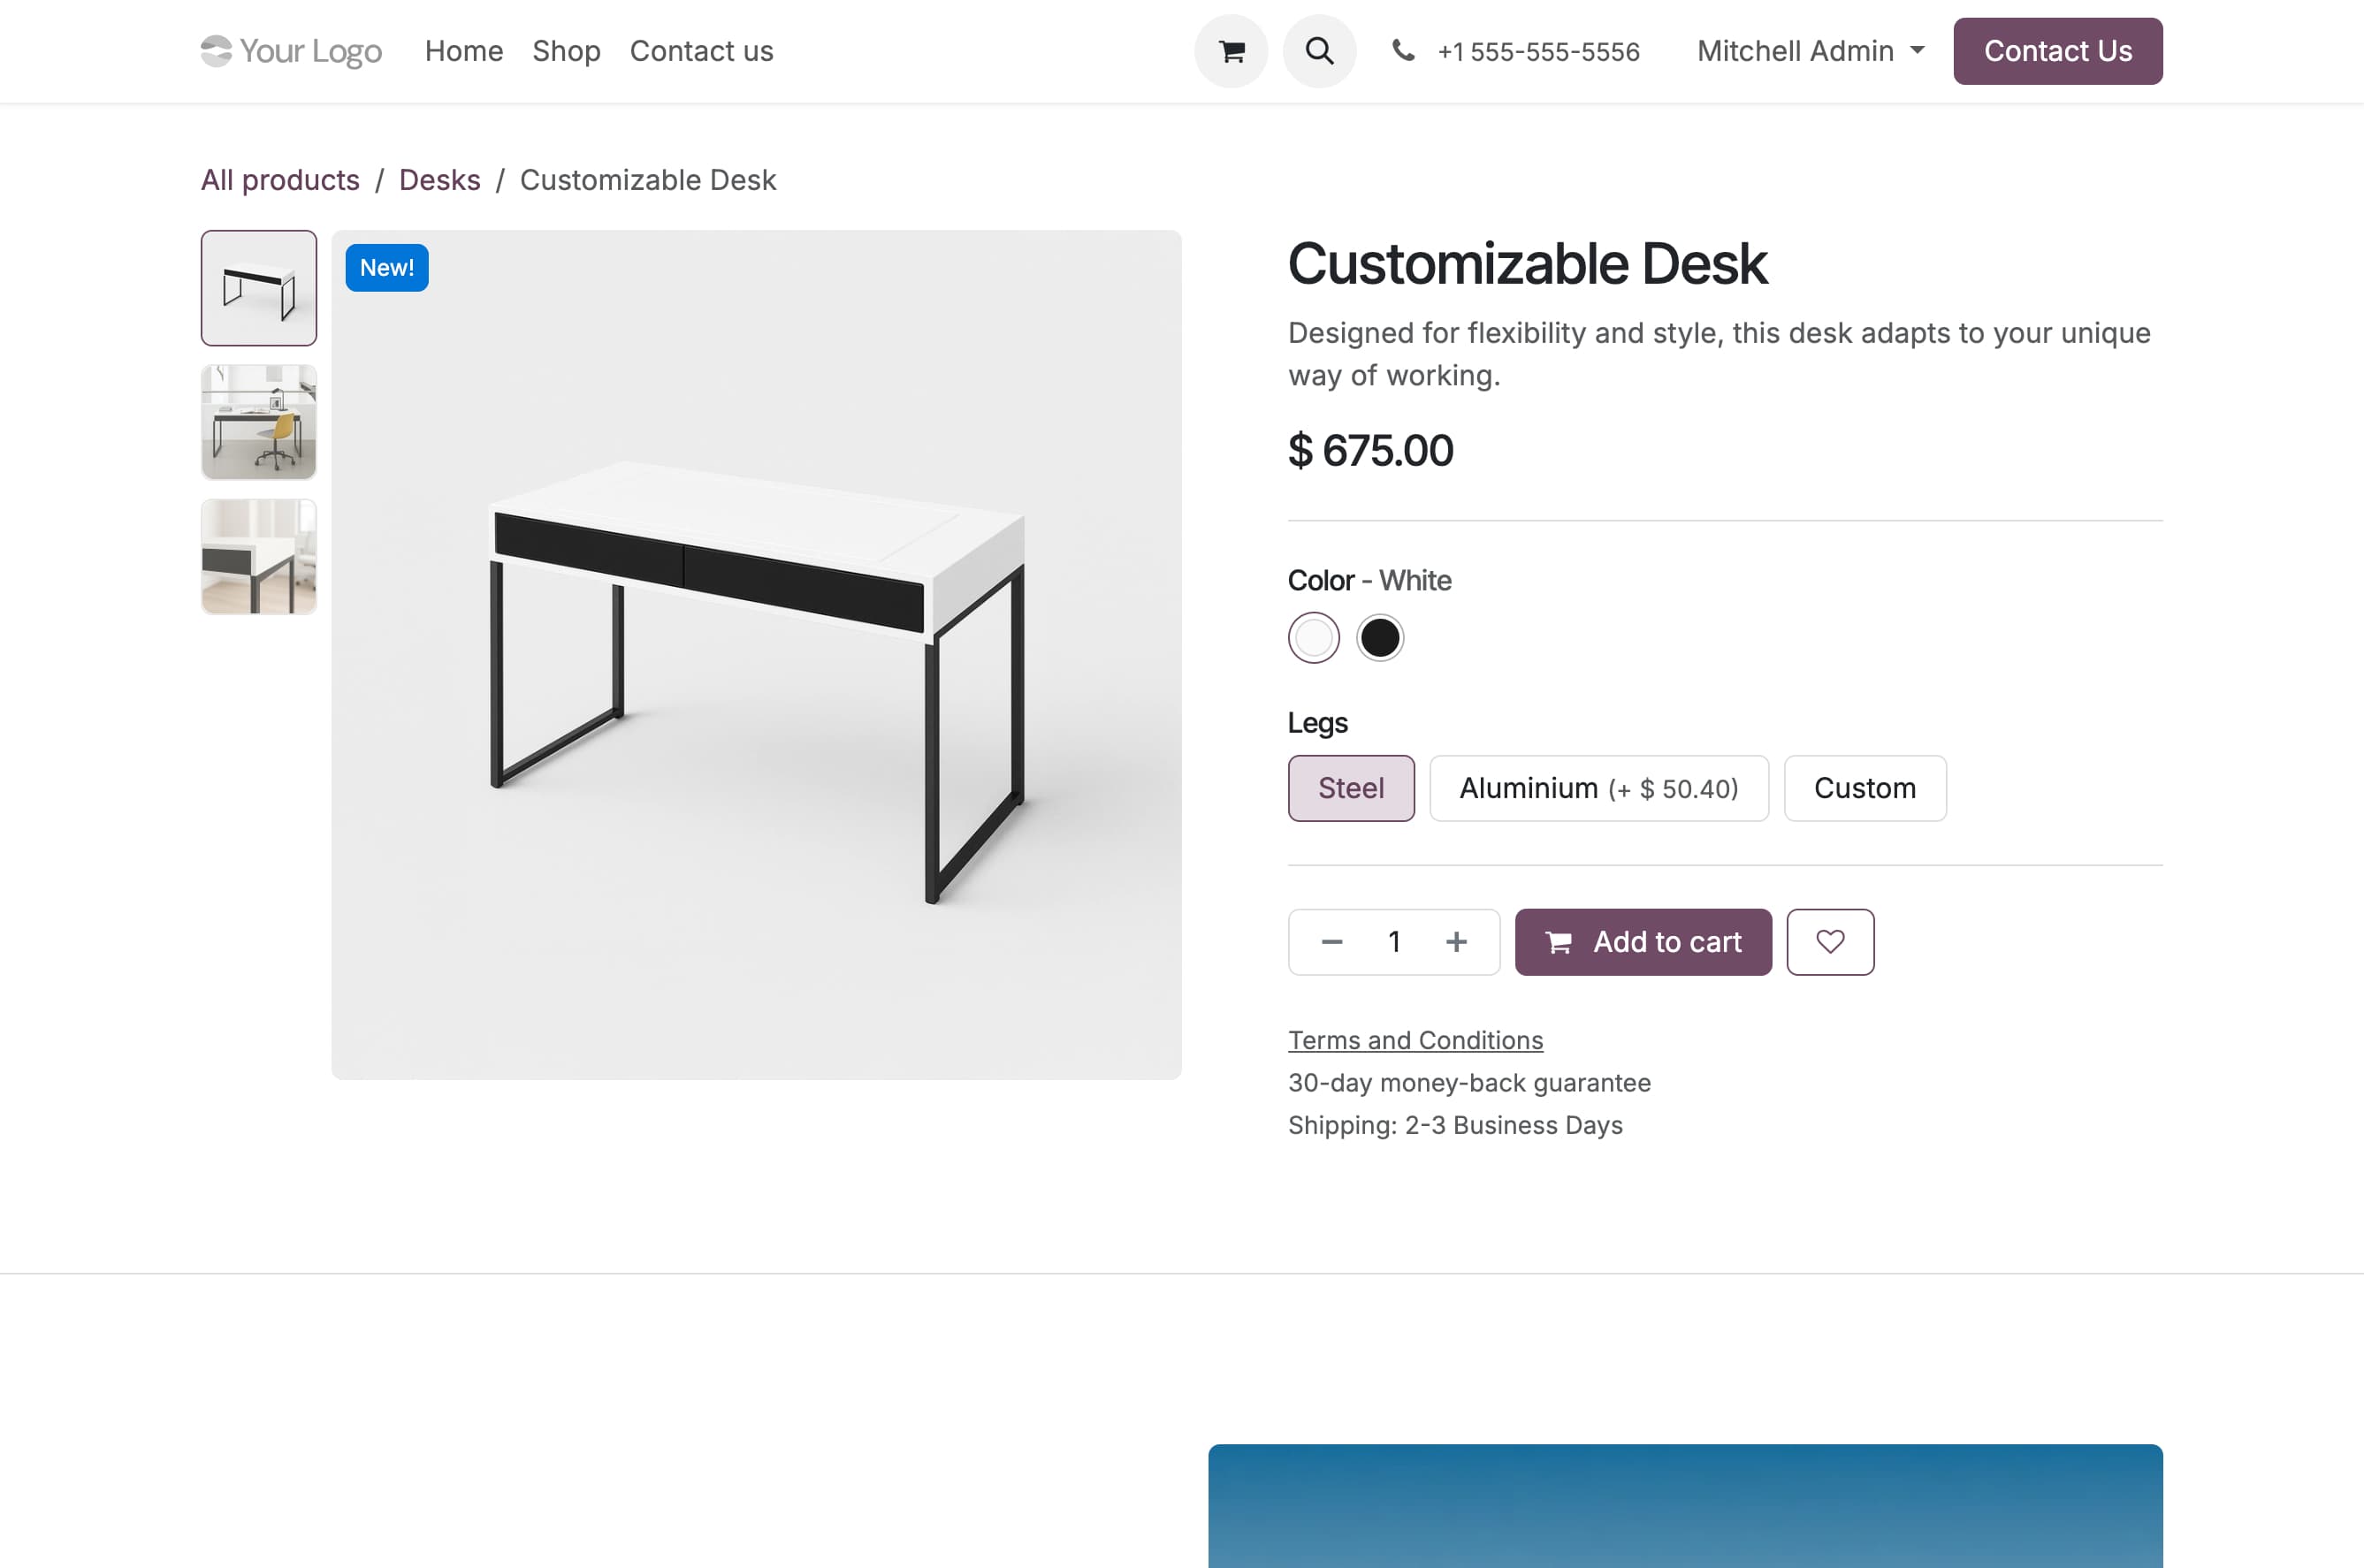 Your Logo
Home
Shop
Contact us
+1 555-555-5556
Mitchell Admin
Contact Us
All products / Desks / Customizable Desk
New!
Customizable Desk
Designed for flexibility and style, this desk adapts to your unique
way of working.
$ 675.00
Color - White
Legs
Steel
Aluminium (+ $ 50.40)
Custom
1
Add to cart
Terms and Conditions
30-day money-back guarantee
Shipping: 2-3 Business Days